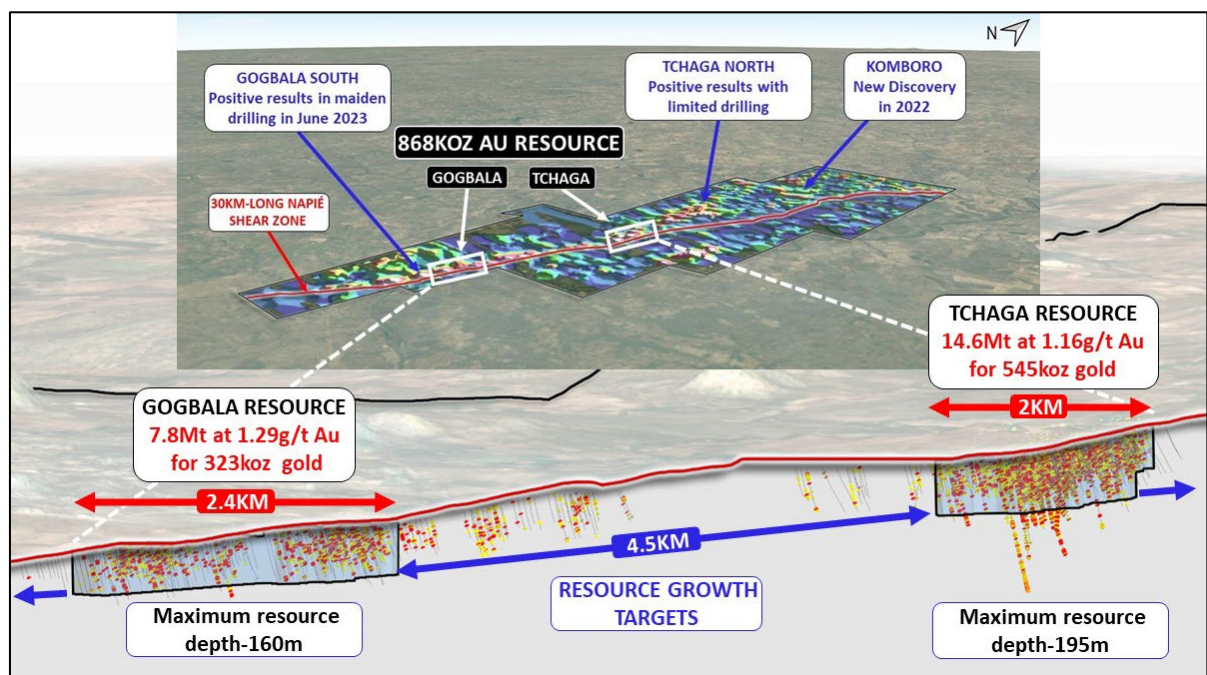 N
GOGBALA SOUTH
Positive results in maiden
drilling in June 2023
TCHAGA NORTH
Positive results with
limited drilling
KOMBORO
New Discovery
in 2022
868KOZ AU RESOURCE
GOGBALA
TCHAGA
30KM-LONG NAPIÉ
SHEAR ZONE
TCHAGA RESOURCE
14.6Mt at 1.16g/t Au
for 545koz gold
2KM
GOGBALA RESOURCE
7.8Mt at 1.29g/t Au
for 323koz gold
2.4KM
4.5KM
RESOURCE GROWTH
TARGETS
Maximum resource
depth-160m
Maximum resource
depth-195m